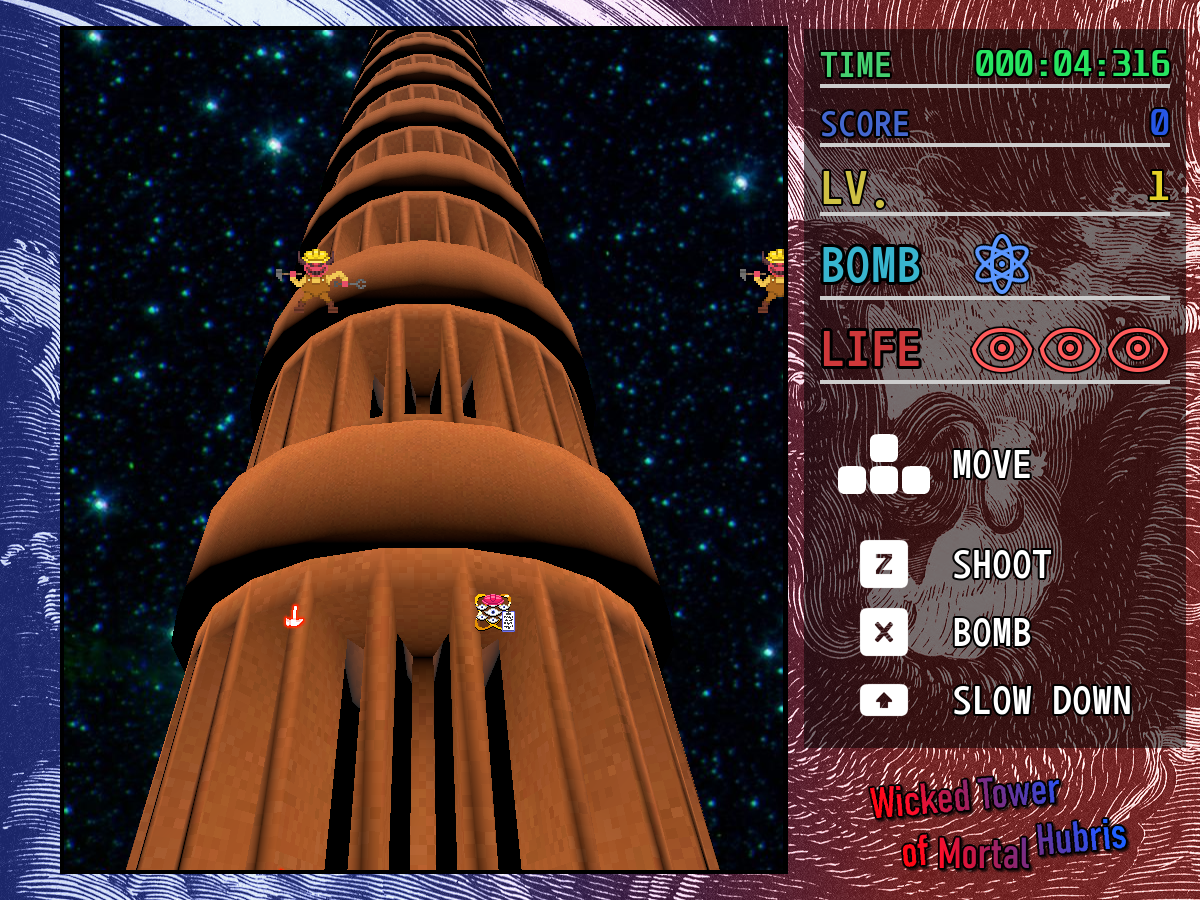 TIME 000:04:316
SCORE 0
LV. 1
BOMB
LIFE
MOVE
Z SHOOT
X BOMB
SLOW DOWN
Wicked Tower
of Mortal Hubris